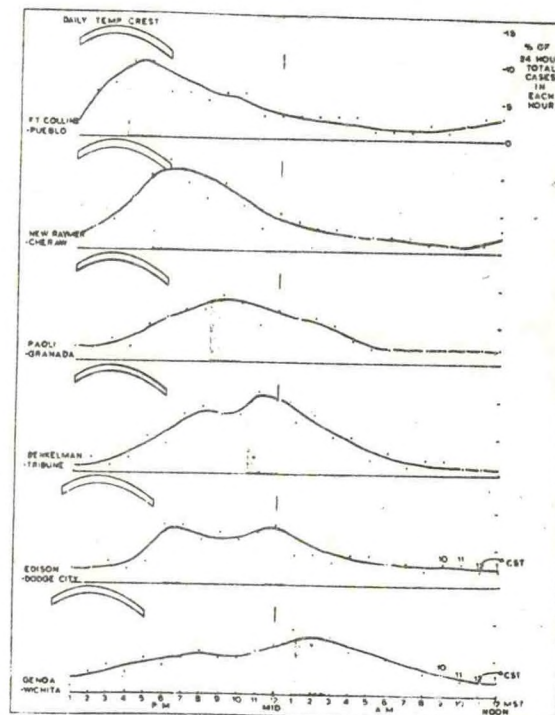 DAILY TEMP CREST
% OF
24 HOUR
TOTAL
CASES
IN
EACH
HOUR
15
10
5
0
FT COLLINS
-PUEBLO
NEW RAYMER
-CHERAW
PAOLI
-GRANADA
BENKELMAN
-TRIBUNE
EDISON
-DODGE CITY
10 11 12 CST
GENOA
-WICHITA
10 11 12 CST
1 2 3 4 5 6 7 8 9 10 11 12 1 2 3 4 5 6 7 8 9 10 11 12 MST
PM MID AM NOON